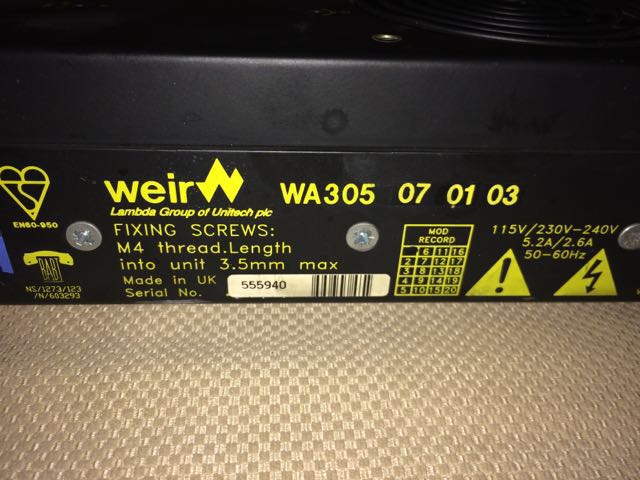 weir WA305 07 01 03
Lambda Group of Unitech plc
EN60-950
FIXING SCREWS:
M4 thread.Length
into unit 3.5mm max
Made in UK
Serial No. 555940
BABT
NS/1273/123
/N/603293
MOD
RECORD
6 11 16
2 7 12 17
3 8 13 18
4 9 14 19
5 10 15 20
115V/230V-240V
5.2A/2.6A
50-60Hz